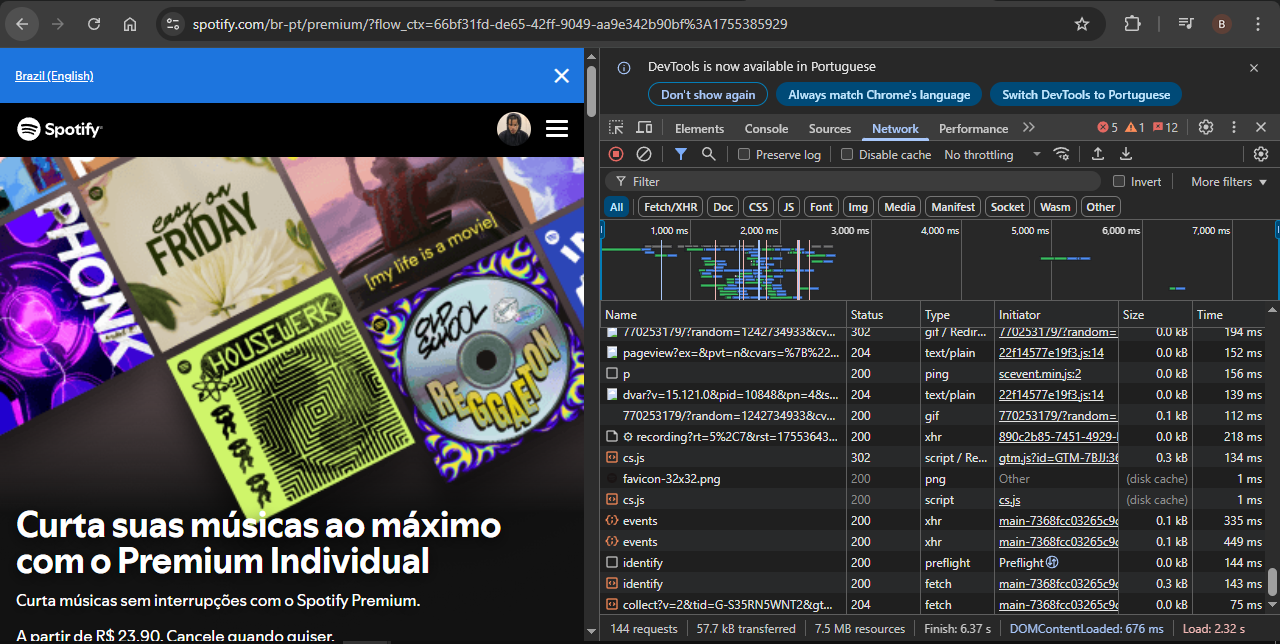 spotify.com/br-pt/premium/?flow_ctx=66bf31fd-de65-42ff-9049-aa9e342b90bf%3A1755385929
B
Brazil (English)
Spotify
PHONK
easy on
FRIDAY
[my life is a movie]
HOUSEWERK
OLD
SCHOOL
REGGAETON
Curta suas músicas ao máximo
com o Premium Individual
Curta músicas sem interrupções com o Spotify Premium.
A partir de R$ 23,90. Cancele quando quiser.
DevTools is now available in Portuguese
Don't show again
Always match Chrome's language
Switch DevTools to Portuguese
Elements Console Sources Network Performance 5 1 12
Preserve log Disable cache No throttling
Filter Invert More filters
All Fetch/XHR Doc CSS JS Font Img Media Manifest Socket Wasm Other
1,000 ms 2,000 ms 3,000 ms 4,000 ms 5,000 ms 6,000 ms 7,000 ms
Name Status Type Initiator Size Time
770253179/?random=1242734933&cv... 302 gif / Redir... 770253179/?random= 0.0 kB 194 ms
pageview?ex=&pvt=n&cvars=%7B%22... 204 text/plain 22f14577e19f3.js:14 0.0 kB 152 ms
p 200 ping scevent.min.js:2 0.0 kB 156 ms
dvar?v=15.121.0&pid=10848&tpn=4&s... 204 text/plain 22f14577e19f3.js:14 0.0 kB 139 ms
770253179/?random=1242734933&cv... 200 gif 770253179/?random= 0.1 kB 112 ms
recording?rt=5%2C7&rst=17553643... 200 xhr 890c2b85-7451-4929- 0.0 kB 218 ms
cs.js 302 script / Re... gtm.js?id=GTM-7BJJ:36 0.3 kB 134 ms
favicon-32x32.png 200 png Other (disk cache) 1 ms
cs.js 200 script cs.js (disk cache) 1 ms
events 200 xhr main-7368fcc03265c9c 0.1 kB 335 ms
events 200 xhr main-7368fcc03265c9c 0.1 kB 449 ms
identify 200 preflight Preflight 0.0 kB 144 ms
identify 200 fetch main-7368fcc03265c9c 0.3 kB 143 ms
collect?v=2&tid=G-S35RN5WNT2&gt... 204 fetch main-7368fcc03265c9c 0.0 kB 75 ms
144 requests 57.7 kB transferred 7.5 MB resources Finish: 6.37 s DOMContentLoaded: 676 ms Load: 2.32 s